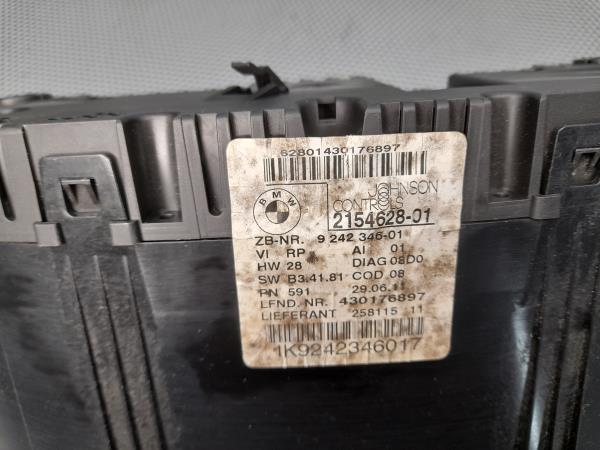 62801430176897
BMW
JOHNSON
CONTROLS
2154628-01
ZB-NR. 9 242 346-01
VI RP AI 01
HW 28 DIAG 08D0
SW B3.41.81 COD 08
PN 591 29.06.11
LFND. NR. 430176897
LIEFERANT 258115 11
1K9242346017